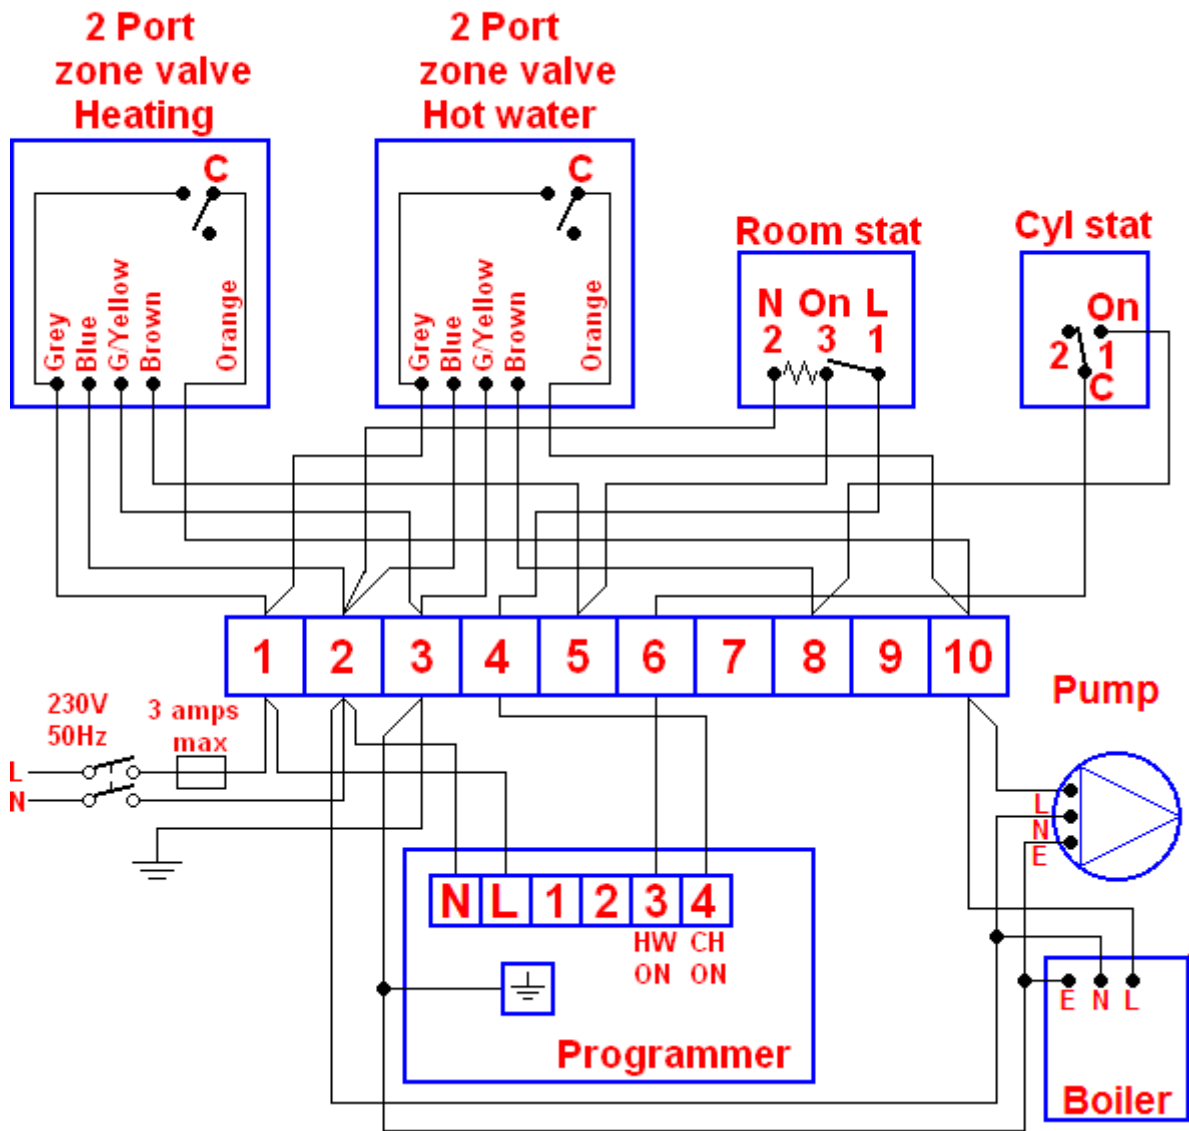 2 Port
zone valve
Heating
2 Port
zone valve
Hot water
C
Grey
Blue
G/Yellow
Brown
Orange
C
Grey
Blue
G/Yellow
Brown
Orange
Room stat
N On L
2 3 1
Cyl stat
On
2 1
C
1 2 3 4 5 6 7 8 9 10
230V
50Hz
3 amps
max
L
N
Pump
L
N
E
N L 1 2 3 4
HW CH
ON ON
Programmer
E N L
Boiler